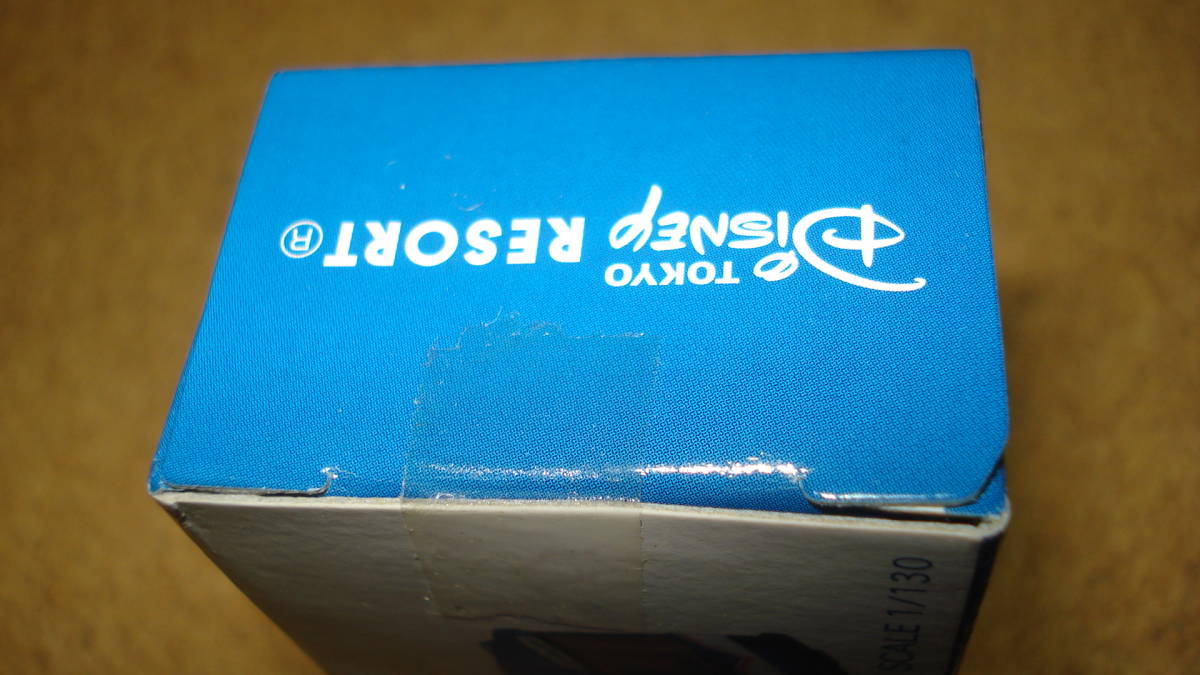 TOKYO
DISNEY RESORT®
SCALE 1/130